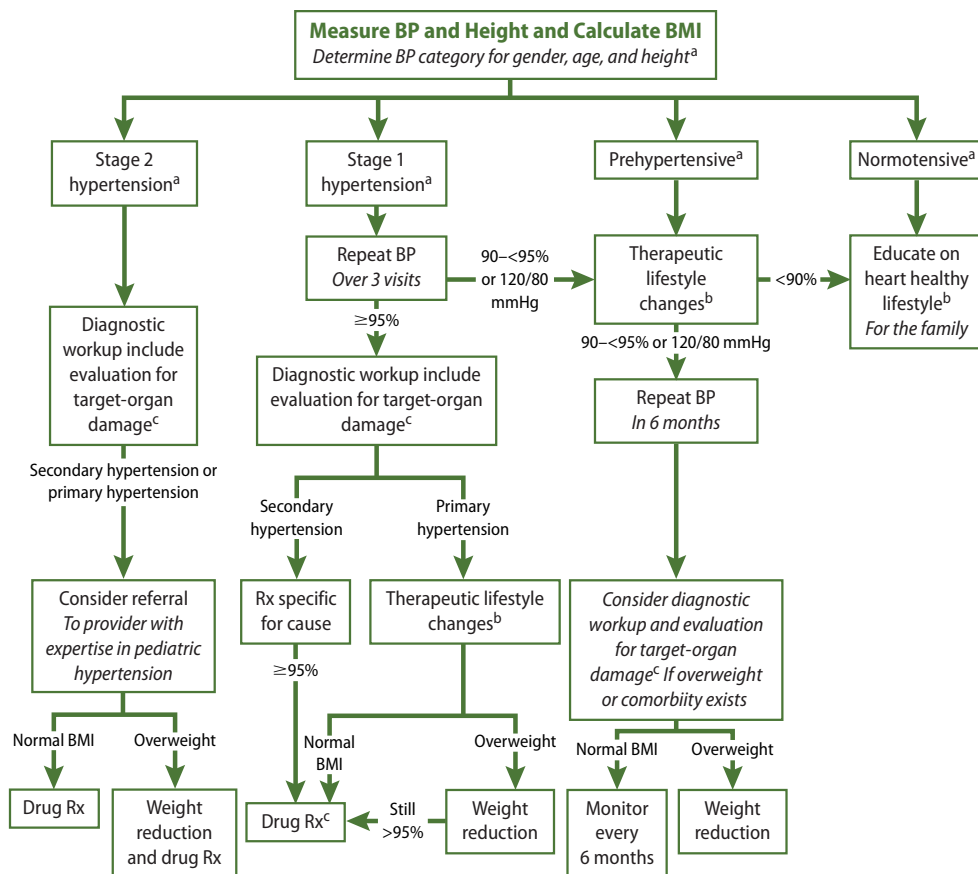 Measure BP and Height and Calculate BMI
Determine BP category for gender, age, and heightᵃ
Stage 2
hypertensionᵃ
Stage 1
hypertensionᵃ
Prehypertensiveᵃ
Normotensiveᵃ
Repeat BP
Over 3 visits
90–<95%
or 120/80
mmHg
Therapeutic
lifestyle
changesᵇ
<90%
Educate on
heart healthy
lifestyleᵇ
For the family
Diagnostic
workup include
evaluation for
target-organ
damageᶜ
≥95%
Diagnostic workup include
evaluation for target-organ
damageᶜ
90–<95% or 120/80 mmHg
Repeat BP
In 6 months
Secondary hypertension or
primary hypertension
Secondary
hypertension
Primary
hypertension
Consider referral
To provider with
expertise in pediatric
hypertension
Rx specific
for cause
Therapeutic lifestyle
changesᵇ
Consider diagnostic
workup and evaluation
for target-organ
damageᶜ If overweight
or comorbiity exists
≥95%
Normal BMI
Overweight
Normal
BMI
Overweight
Normal BMI
Overweight
Drug Rx
Weight
reduction
and drug Rx
Drug Rxᶜ
Still
>95%
Weight
reduction
Monitor
every
6 months
Weight
reduction